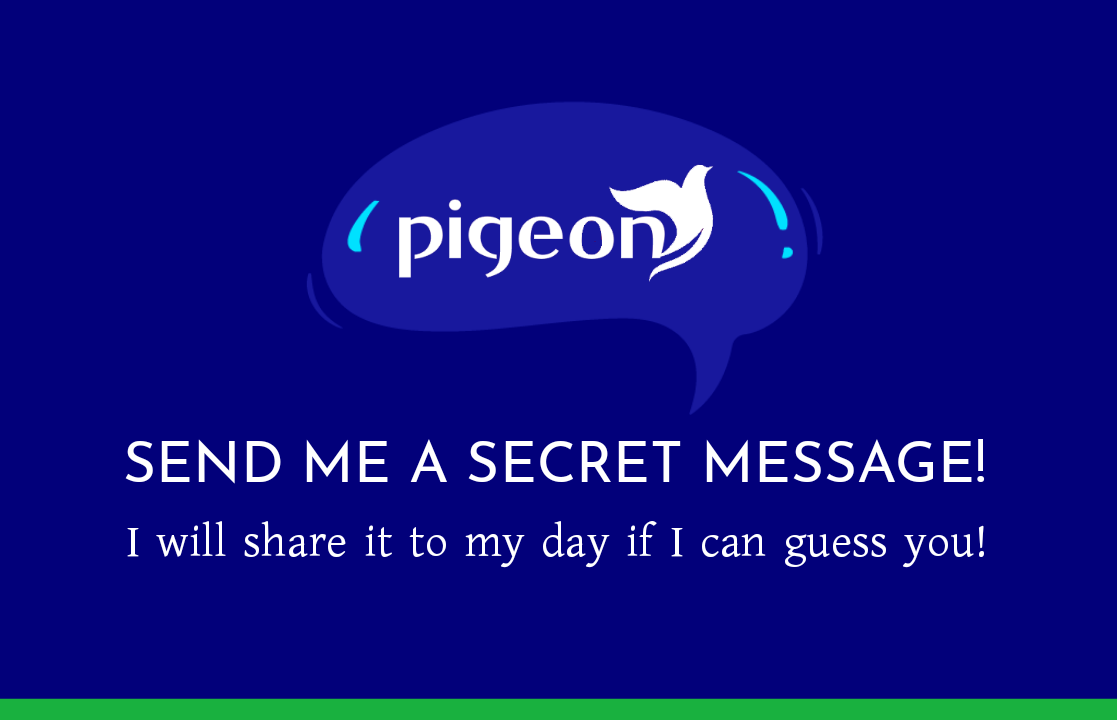 pigeon
SEND ME A SECRET MESSAGE!
I will share it to my day if I can guess you!